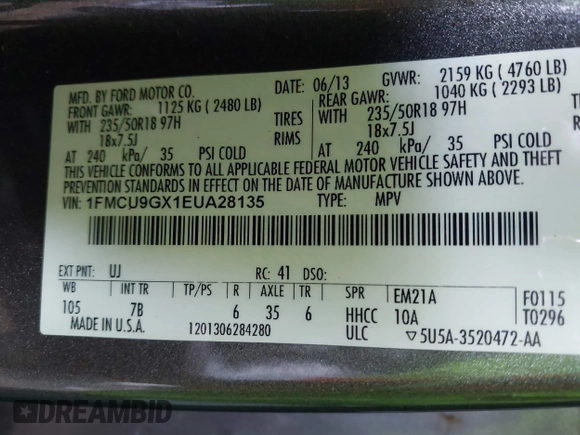 MFD. BY FORD MOTOR CO.
DATE: 06/13 GVWR: 2159 KG ( 4760 LB)
FRONT GAWR: 1125 KG ( 2480 LB) REAR GAWR: 1040 KG ( 2293 LB)
WITH 235/50R18 97H TIRES WITH 235/50R18 97H
18x7.5J RIMS 18x7.5J
AT 240 kPa/ 35 PSI COLD AT 240 kPa/ 35 PSI COLD
THIS VEHICLE CONFORMS TO ALL APPLICABLE FEDERAL MOTOR VEHICLE SAFETY AND THEFT
PREVENTION STANDARDS IN EFFECT ON THE DATE OF MANUFACTURE SHOWN ABOVE.
VIN: 1FMCU9GX1EUA28135 TYPE: MPV
EXT PNT: UJ RC: 41 DSO:
WB INT TR TP/PS R AXLE TR SPR EM21A F0115
105 7B 6 35 6 HHCC 10A T0296
MADE IN U.S.A. 1201306284280 ULC ▽5U5A-3520472-AA
DREAMBID